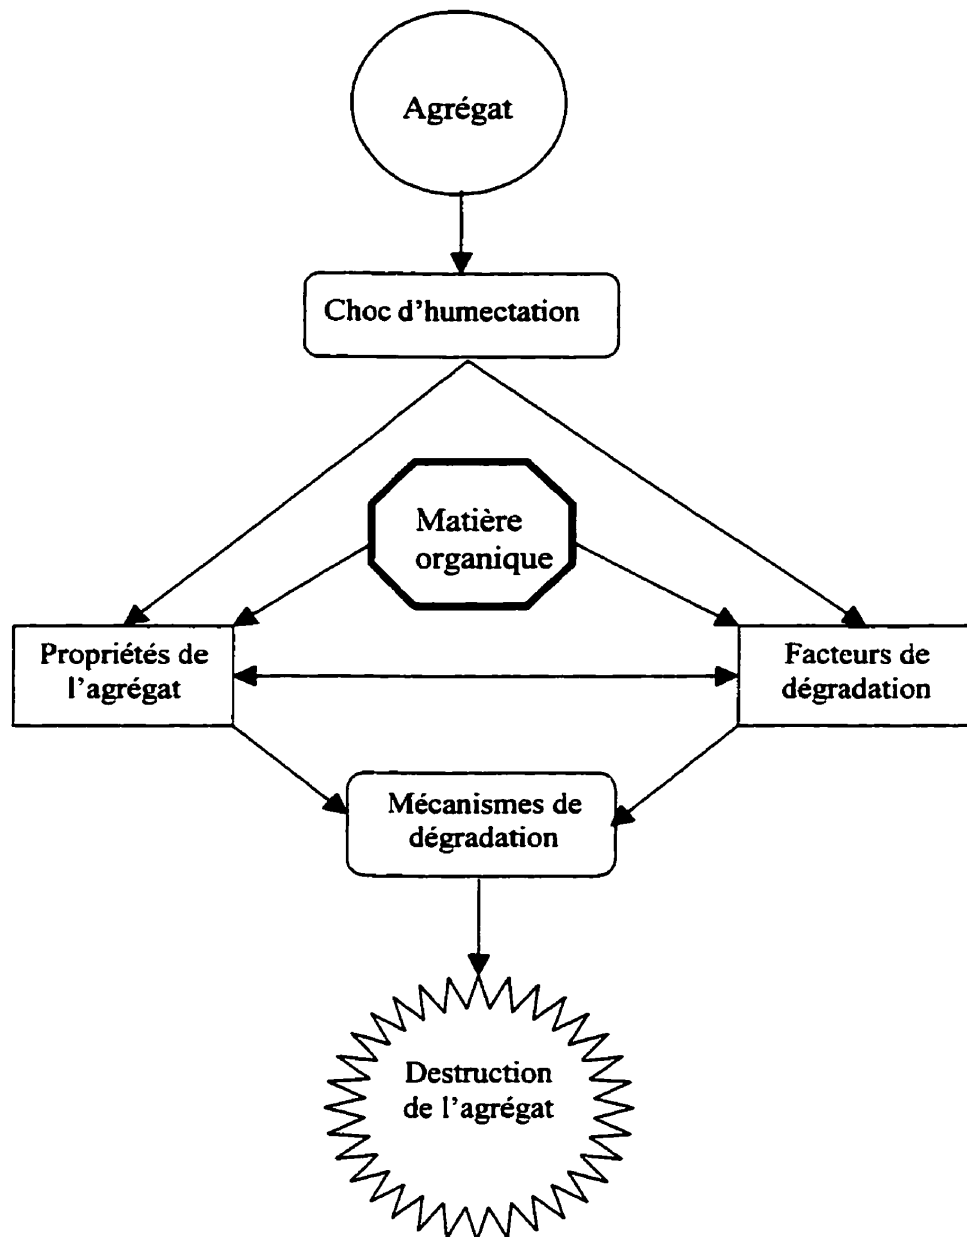 Agrégat
Choc d'humectation
Matière
organique
Propriétés de
l'agrégat
Facteurs de
dégradation
Mécanismes de
dégradation
Destruction
de l'agrégat